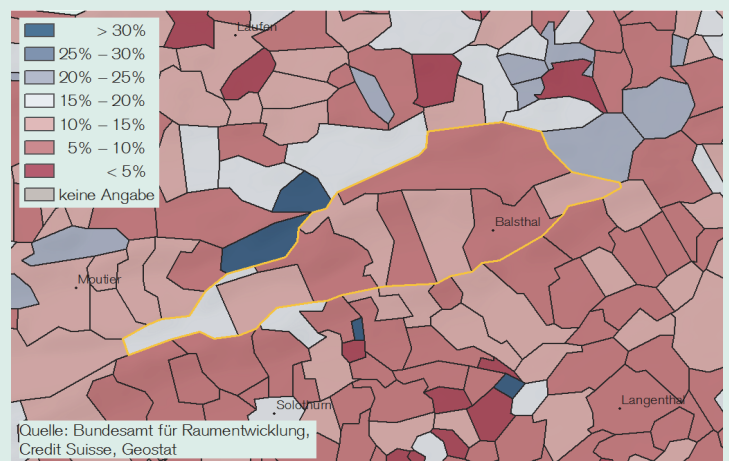 > 30%
25% – 30%
20% – 25%
15% – 20%
10% – 15%
5% – 10%
< 5%
keine Angabe
Laufen
Balsthal
Moutier
Solothurn
Langenthal
Quelle: Bundesamt für Raumentwicklung,
Credit Suisse, Geostat